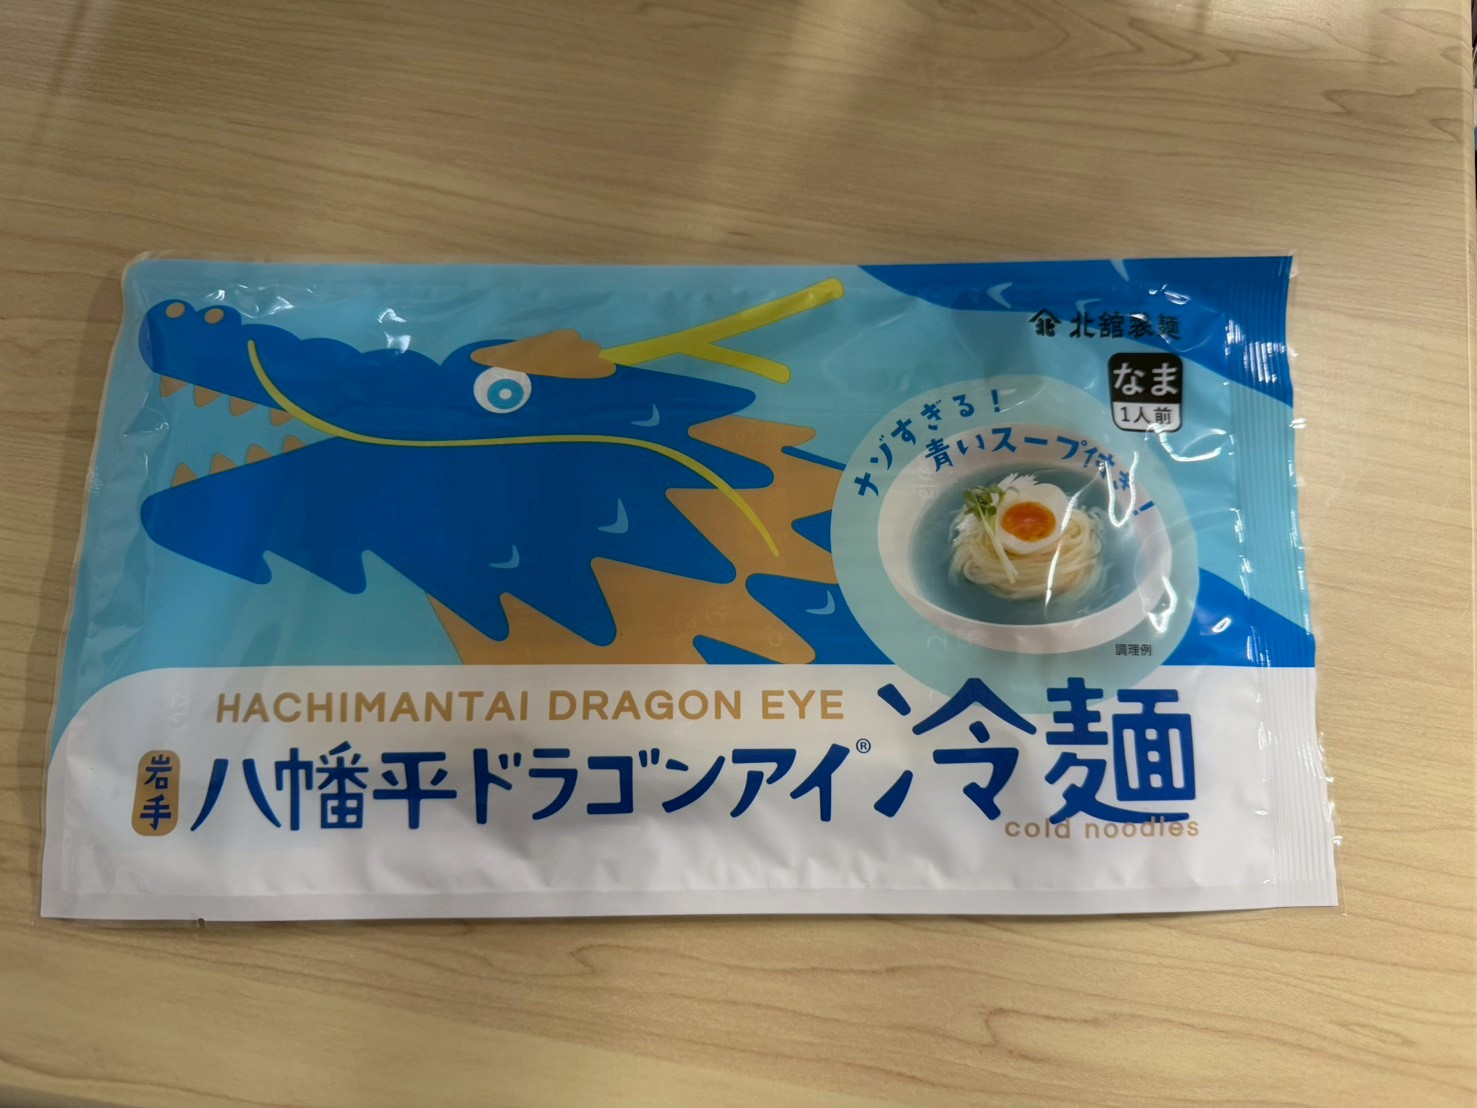 北舘製麺
なま
1人前
ナゾすぎる!
青いスープ付き!
調理例
HACHIMANTAI DRAGON EYE
岩手
八幡平ドラゴンアイ®冷麺
cold noodles